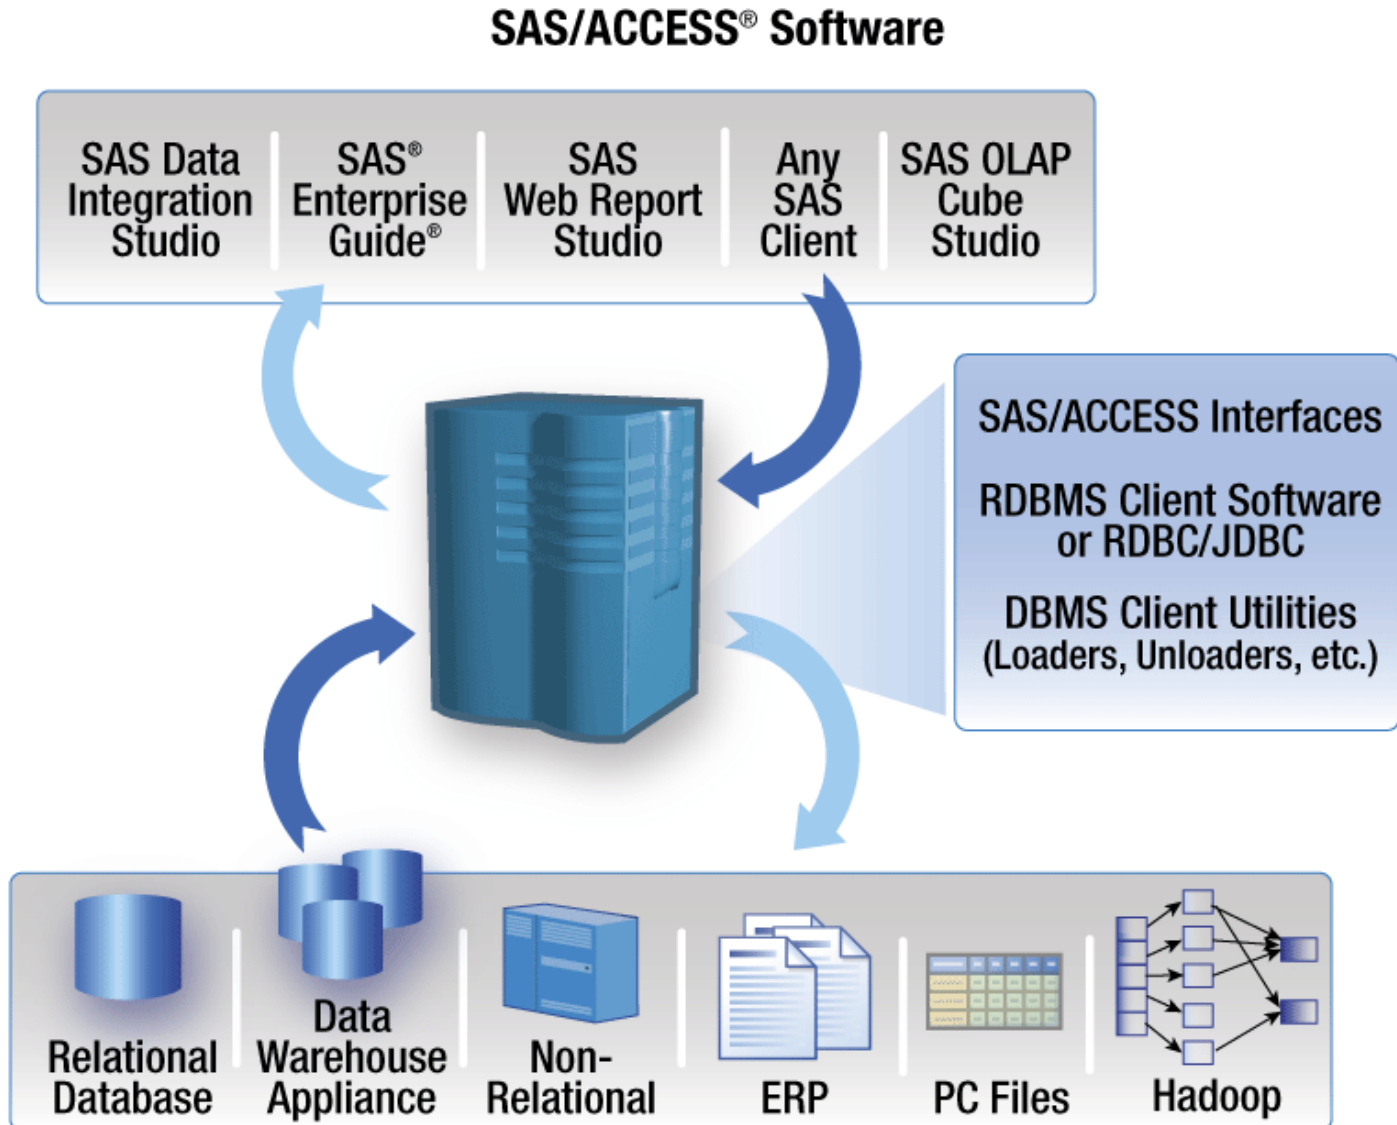 SAS/ACCESS® Software
SAS Data
Integration
Studio
SAS®
Enterprise
Guide®
SAS
Web Report
Studio
Any
SAS
Client
SAS OLAP
Cube
Studio
SAS/ACCESS Interfaces
RDBMS Client Software
or RDBC/JDBC
DBMS Client Utilities
(Loaders, Unloaders, etc.)
Relational
Database
Data
Warehouse
Appliance
Non-
Relational
ERP
PC Files
Hadoop